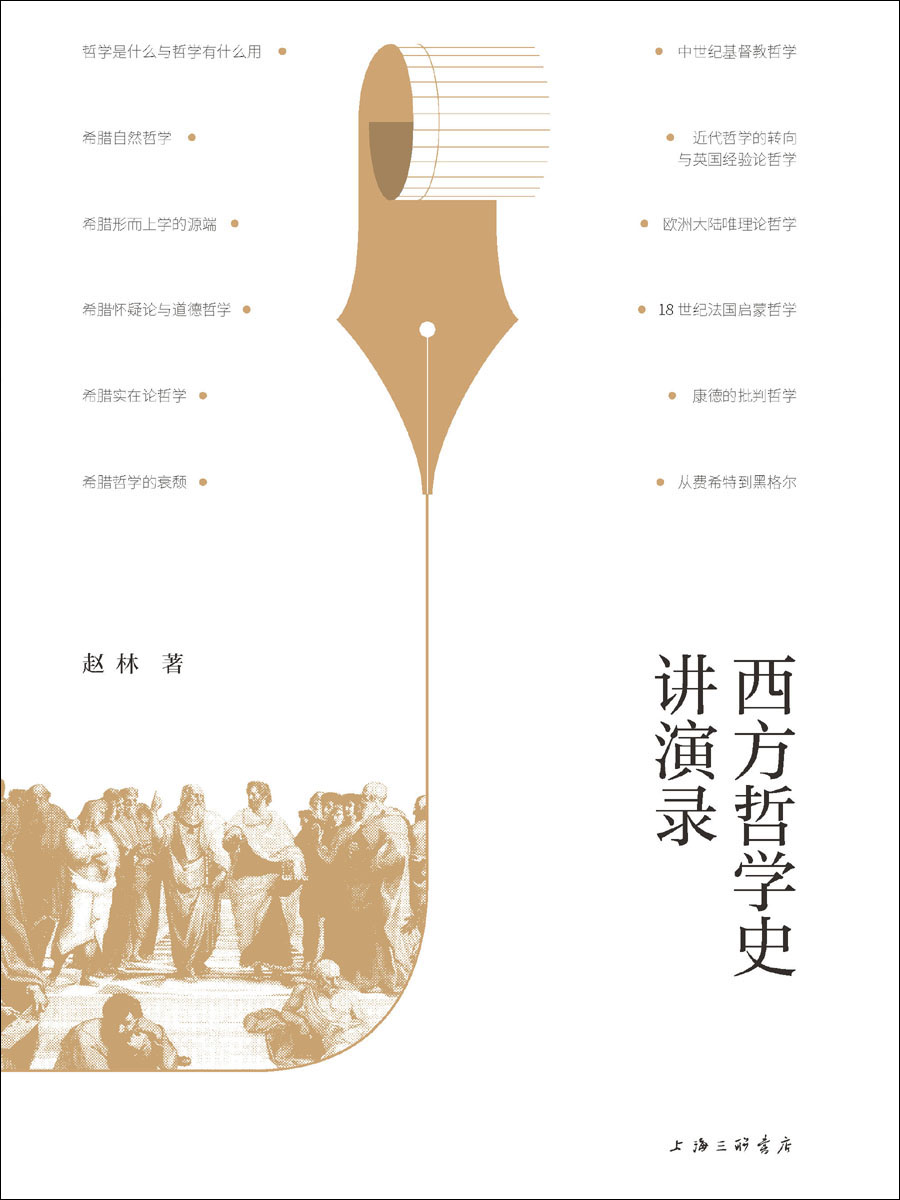 哲学是什么与哲学有什么用
希腊自然哲学
希腊形而上学的源端
希腊怀疑论与道德哲学
希腊实在论哲学
希腊哲学的衰颓
中世纪基督教哲学
近代哲学的转向
与英国经验论哲学
欧洲大陆唯理论哲学
18世纪法国启蒙哲学
康德的批判哲学
从费希特到黑格尔
赵林 著
西方哲学史
讲演录
上海三联书店